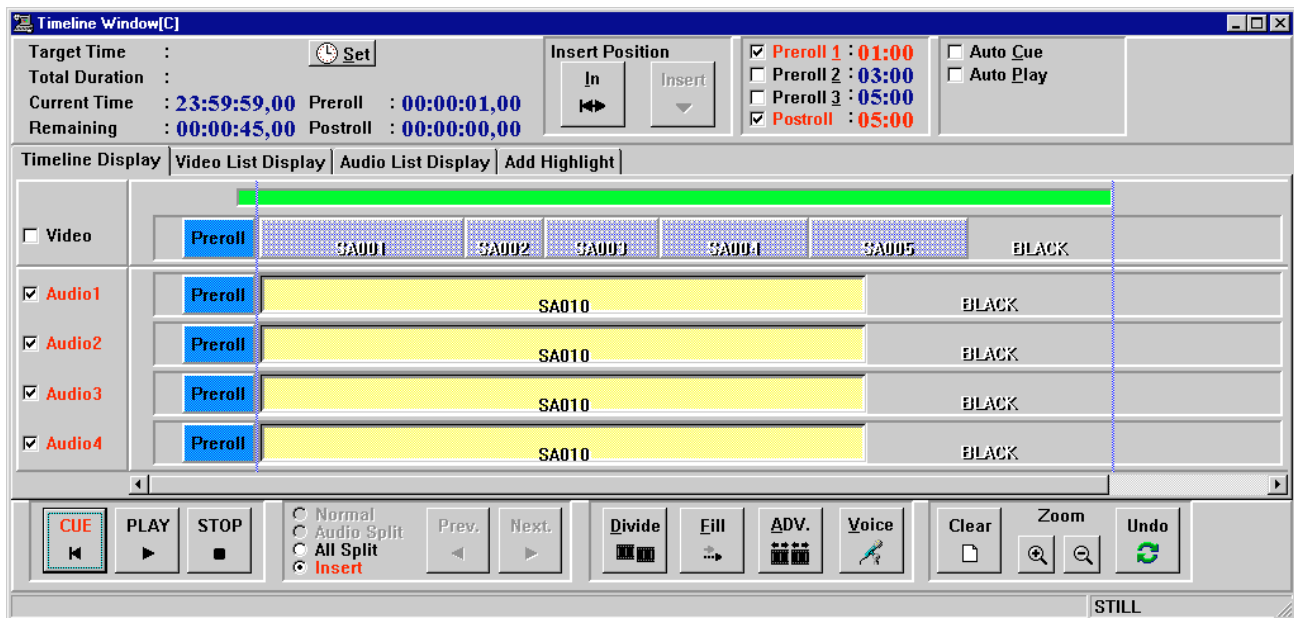 Timeline Window[C]
Target Time :
Set
Total Duration :
Current Time : 23:59:59,00 Preroll : 00:00:01,00
Remaining : 00:00:45,00 Postroll : 00:00:00,00
Insert Position
In
Insert
Preroll 1 : 01:00
Preroll 2 : 03:00
Preroll 3 : 05:00
Postroll : 05:00
Auto Cue
Auto Play
Timeline Display Video List Display Audio List Display Add Highlight
Video Preroll SA001 SA002 SA003 SA004 SA005 BLACK
Audio1 Preroll SA010 BLACK
Audio2 Preroll SA010 BLACK
Audio3 Preroll SA010 BLACK
Audio4 Preroll SA010 BLACK
CUE PLAY STOP
Normal
Audio Split
All Split
Insert
Prev. Next.
Divide Fill ADV. Voice
Clear Zoom Undo
STILL